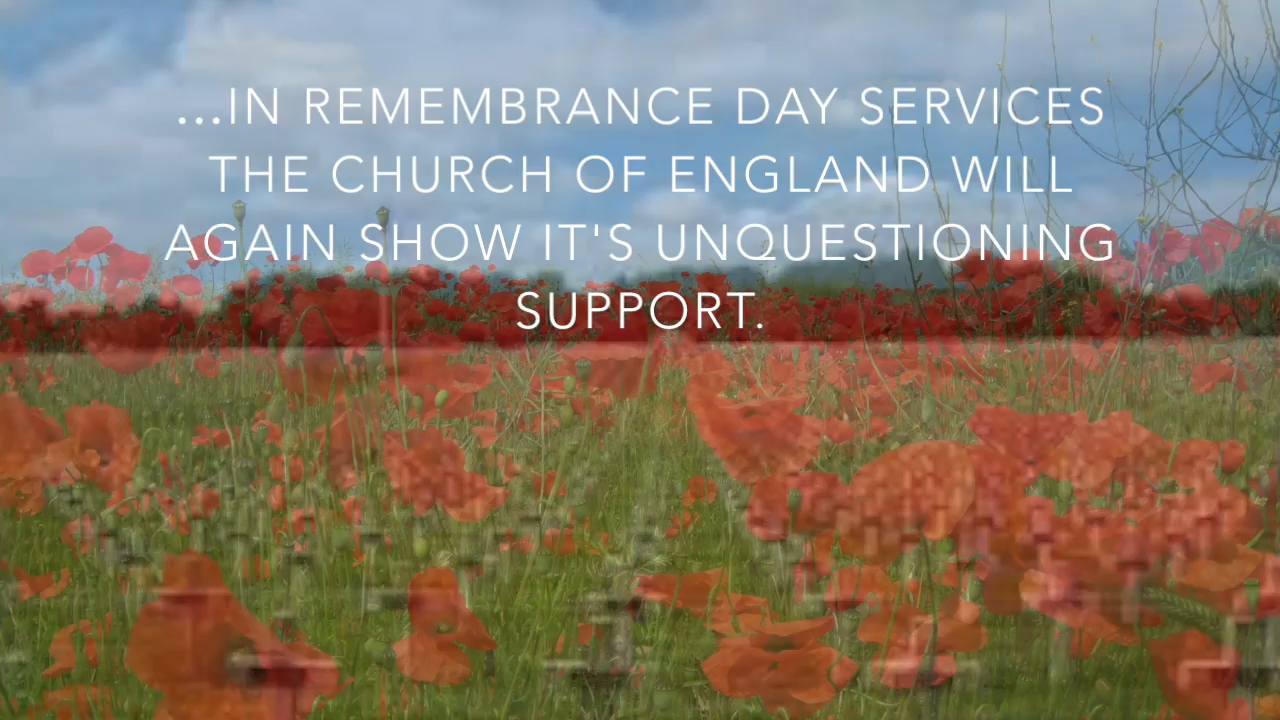 ...IN REMEMBRANCE DAY SERVICES
THE CHURCH OF ENGLAND WILL
AGAIN SHOW IT'S UNQUESTIONING
SUPPORT.